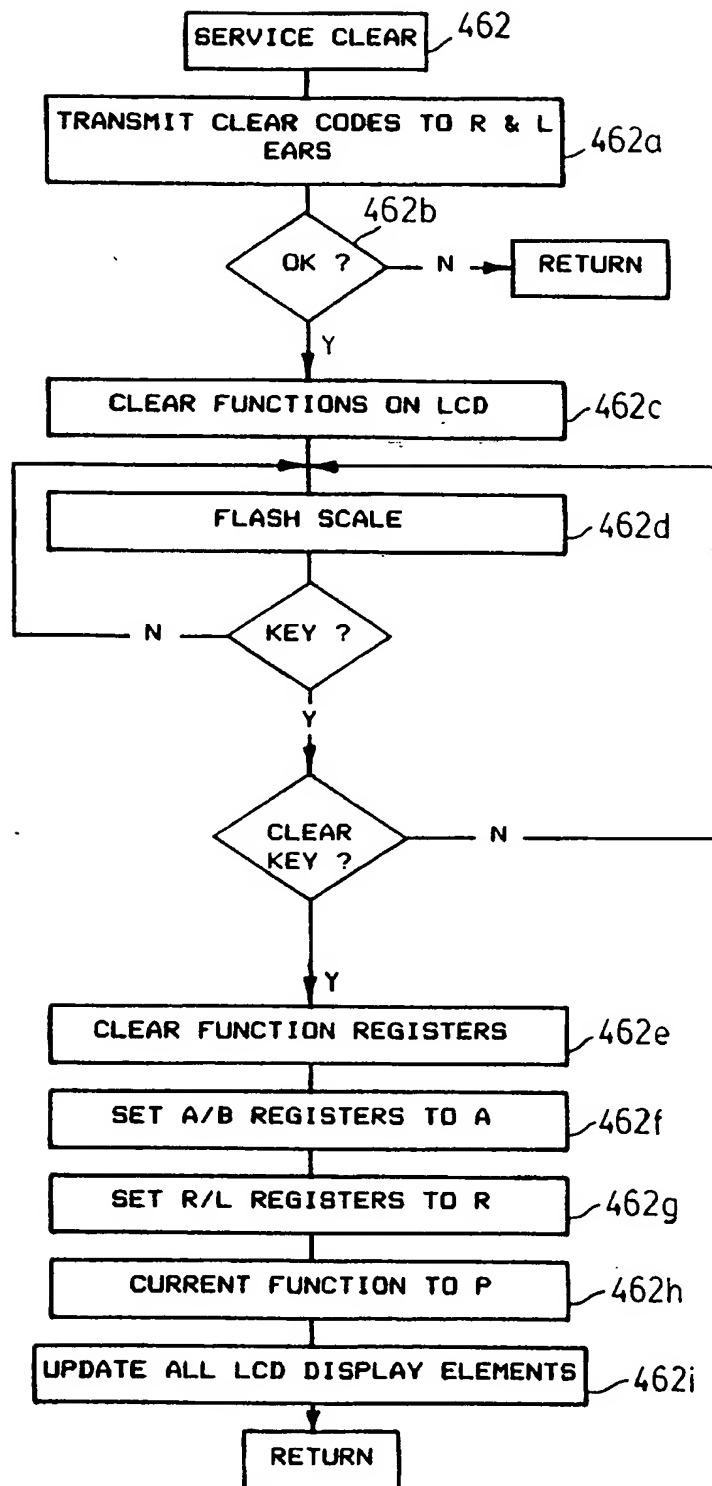 SERVICE CLEAR
462
TRANSMIT CLEAR CODES TO R & L
EARS
462a
462b
OK ?
N
RETURN
Y
CLEAR FUNCTIONS ON LCD
462c
FLASH SCALE
462d
N
KEY ?
Y
CLEAR
KEY ?
N
Y
CLEAR FUNCTION REGISTERS
462e
SET A/B REGISTERS TO A
462f
SET R/L REGISTERS TO R
462g
CURRENT FUNCTION TO P
462h
UPDATE ALL LCD DISPLAY ELEMENTS
462i
RETURN